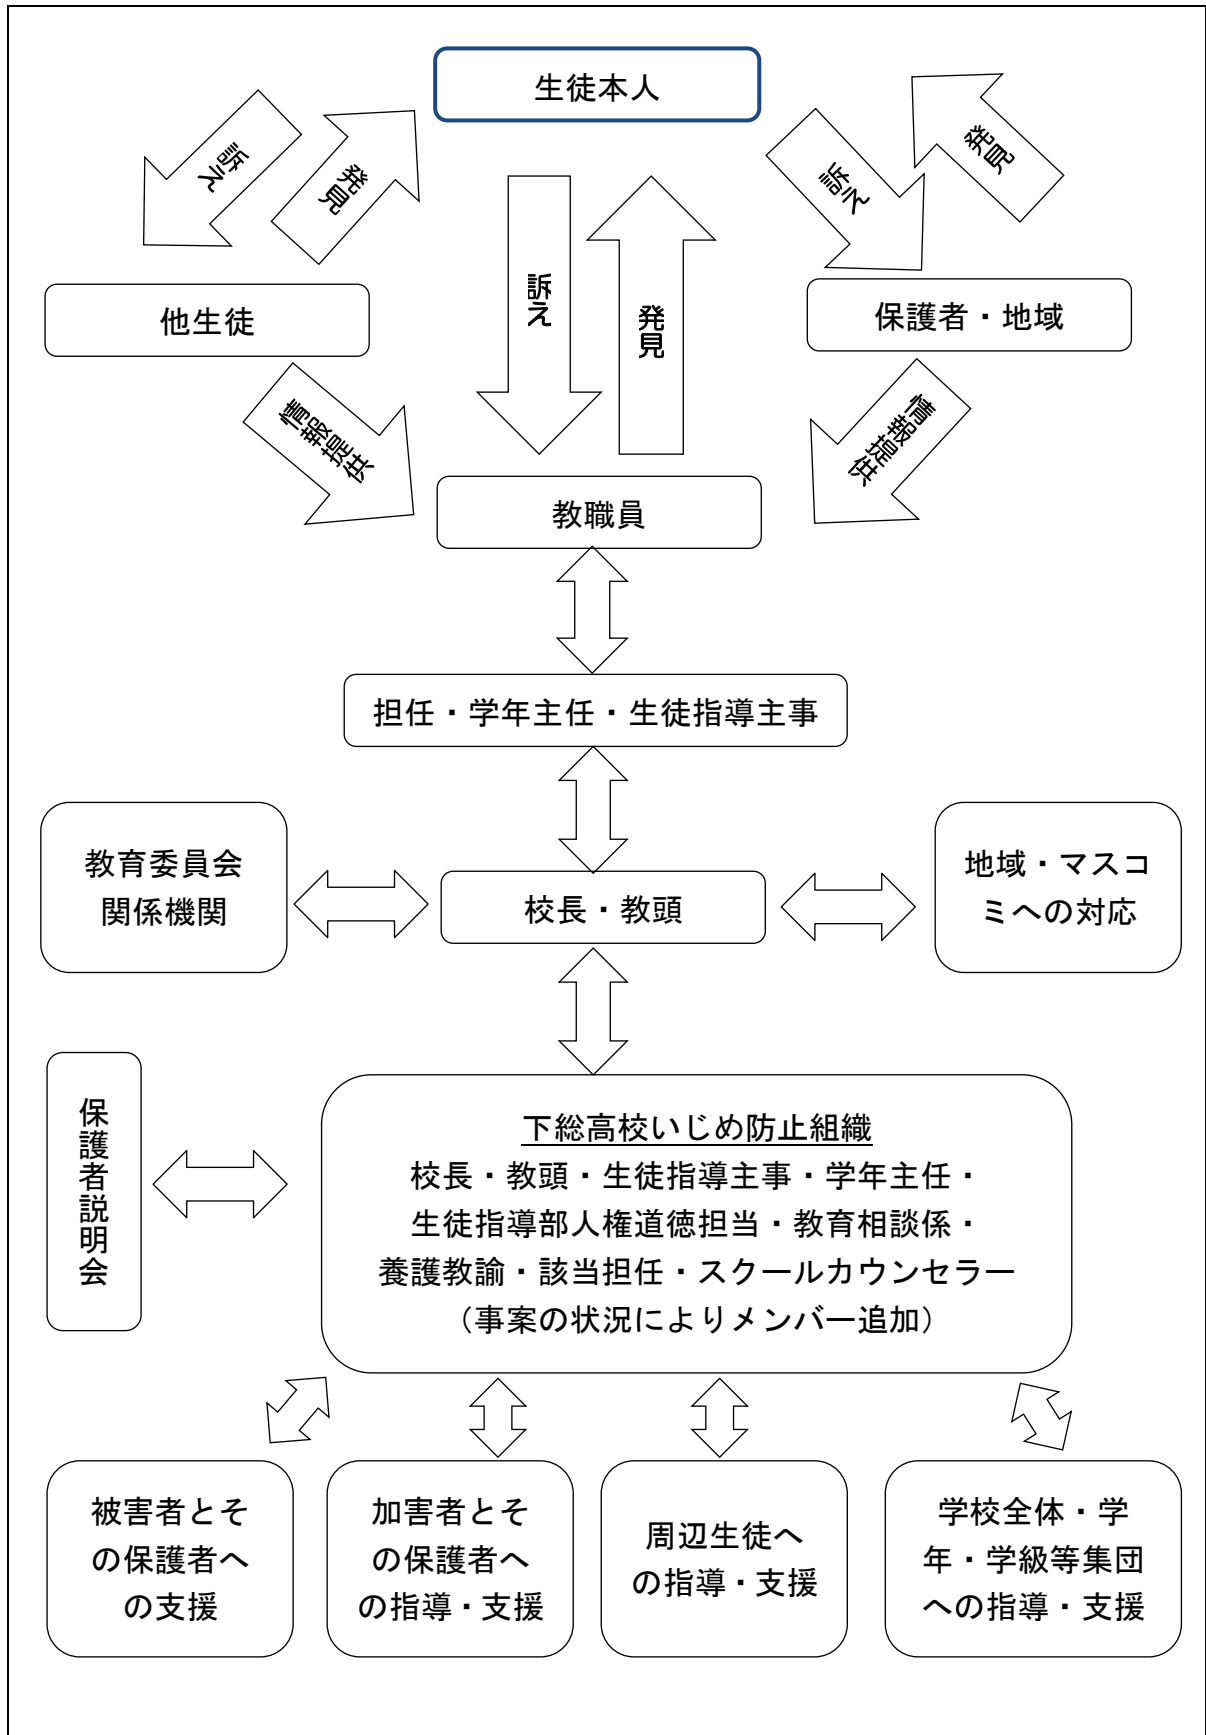 生徒本人
訴え
発見
訴え
発見
訴え
発見
他生徒
保護者・地域
情報提供
情報提供
教職員
担任・学年主任・生徒指導主事
教育委員会
関係機関
校長・教頭
地域・マスコ
ミへの対応
保護者説明会
下総高校いじめ防止組織
校長・教頭・生徒指導主事・学年主任・
生徒指導部人権道徳担当・教育相談係・
養護教諭・該当担任・スクールカウンセラー
（事案の状況によりメンバー追加）
被害者とそ
の保護者へ
の支援
加害者とそ
の保護者へ
の指導・支援
周辺生徒へ
の指導・支援
学校全体・学
年・学級等集団
への指導・支援